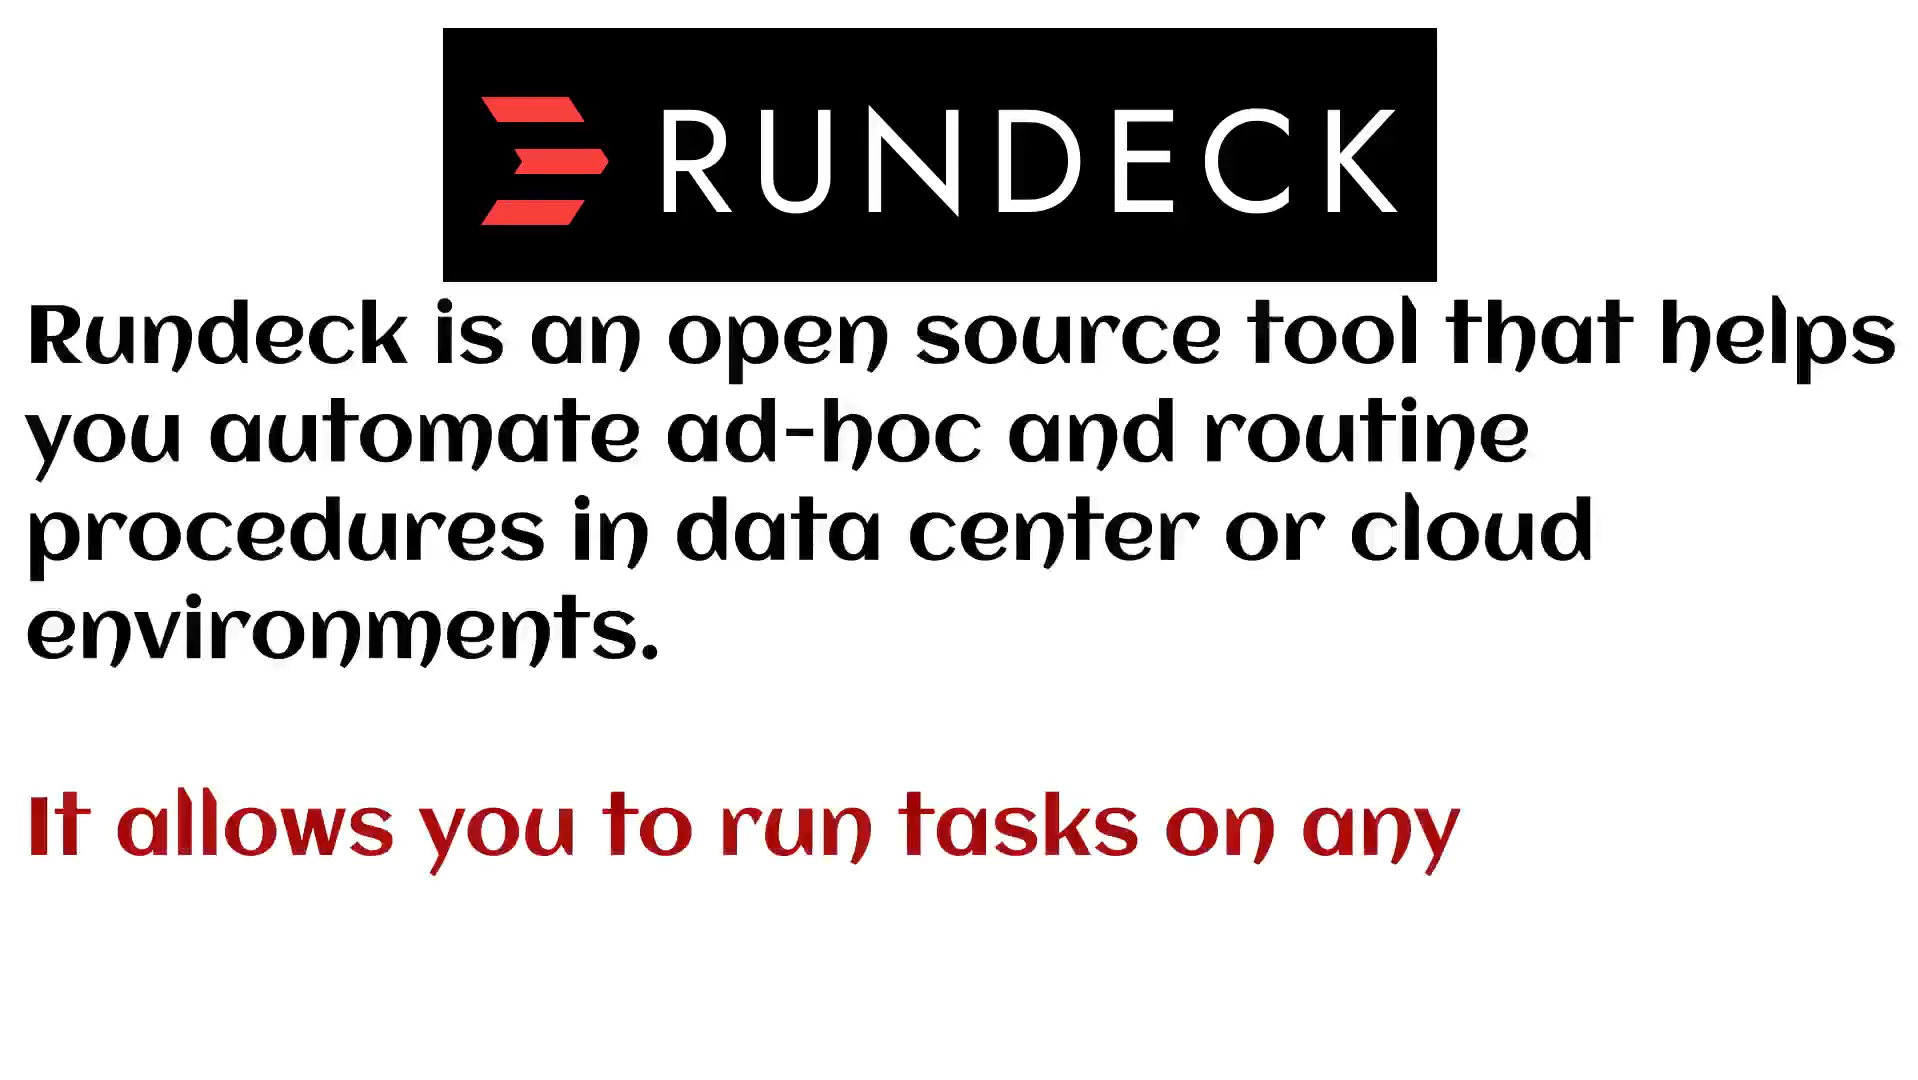 RUNDECK
Rundeck is an open source tool that helps
you automate ad-hoc and routine
procedures in data center or cloud
environments.
It allows you to run tasks on any